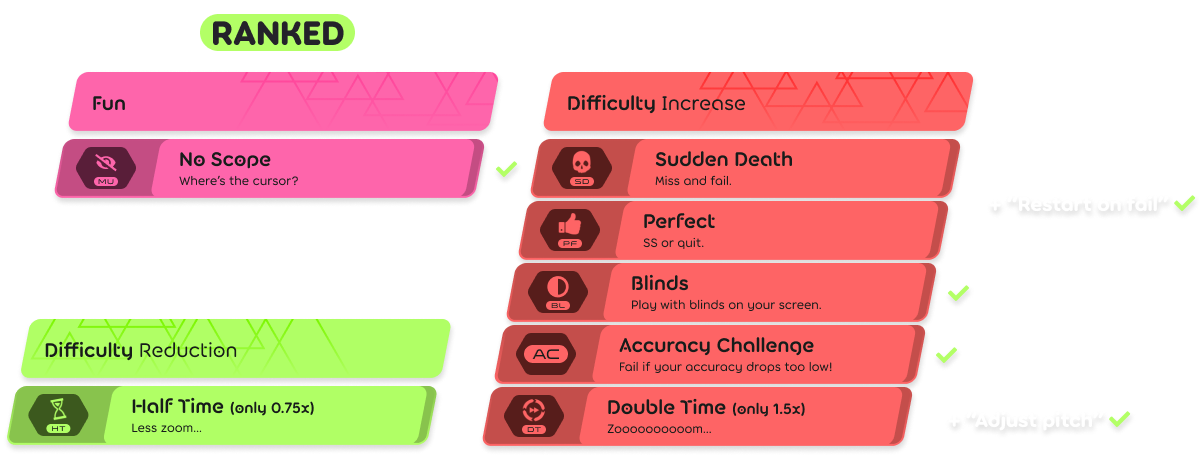 RANKED
Fun
MU
No Scope
Where's the cursor?
Difficulty Reduction
HT
Half Time (only 0.75x)
Less zoom...
Difficulty Increase
SD
Sudden Death
Miss and fail.
PF
Perfect
SS or quit.
+ "Restart on fail"
BL
Blinds
Play with blinds on your screen.
AC
Accuracy Challenge
Fail if your accuracy drops too low!
DT
Double Time (only 1.5x)
Zoooooooooom...
+ "Adjust pitch"